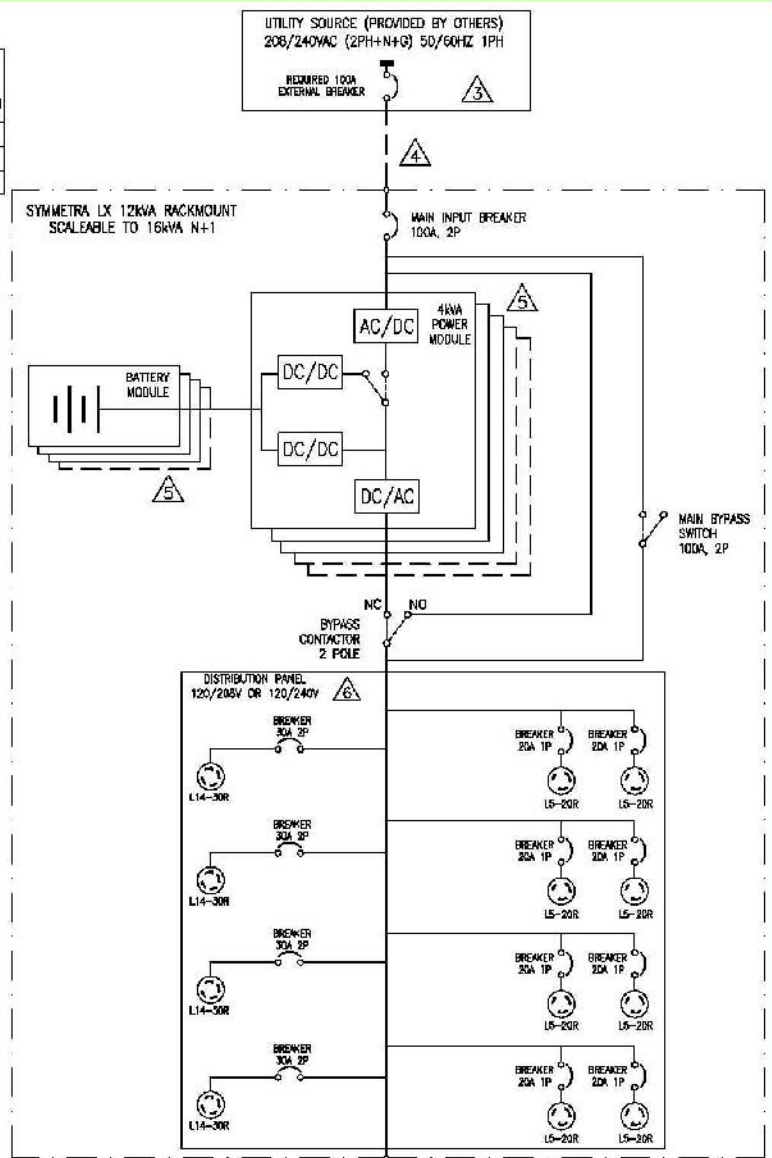 UTILITY SOURCE (PROVIDED BY OTHERS)
208/240VAC (2PH+N+G) 50/60HZ 1PH
REQUIRED 100A
EXTERNAL BREAKER
3
4
SYMMETRA LX 12KVA RACKMOUNT
SCALEABLE TO 16kVA N+1
MAIN INPUT BREAKER
100A, 2P
5
AC/DC
4kVA
POWER
MODULE
DC/DC
BATTERY
MODULE
DC/DC
5
DC/AC
MAIN BYPASS
SWITCH
100A, 2P
NC
NO
BYPASS
CONTACTOR
2 POLE
DISTRIBUTION PANEL
120/208V OR 120/240V
6
BREAKER
30A 2P
L14-30R
BREAKER
20A 1P
L5-20R
BREAKER
20A 1P
L5-20R
BREAKER
30A 2P
L14-30R
BREAKER
20A 1P
L5-20R
BREAKER
20A 1P
L5-20R
BREAKER
30A 2P
L14-30R
BREAKER
20A 1P
L5-20R
BREAKER
20A 1P
L5-20R
BREAKER
30A 2P
L14-30R
BREAKER
20A 1P
L5-20R
BREAKER
20A 1P
L5-20R